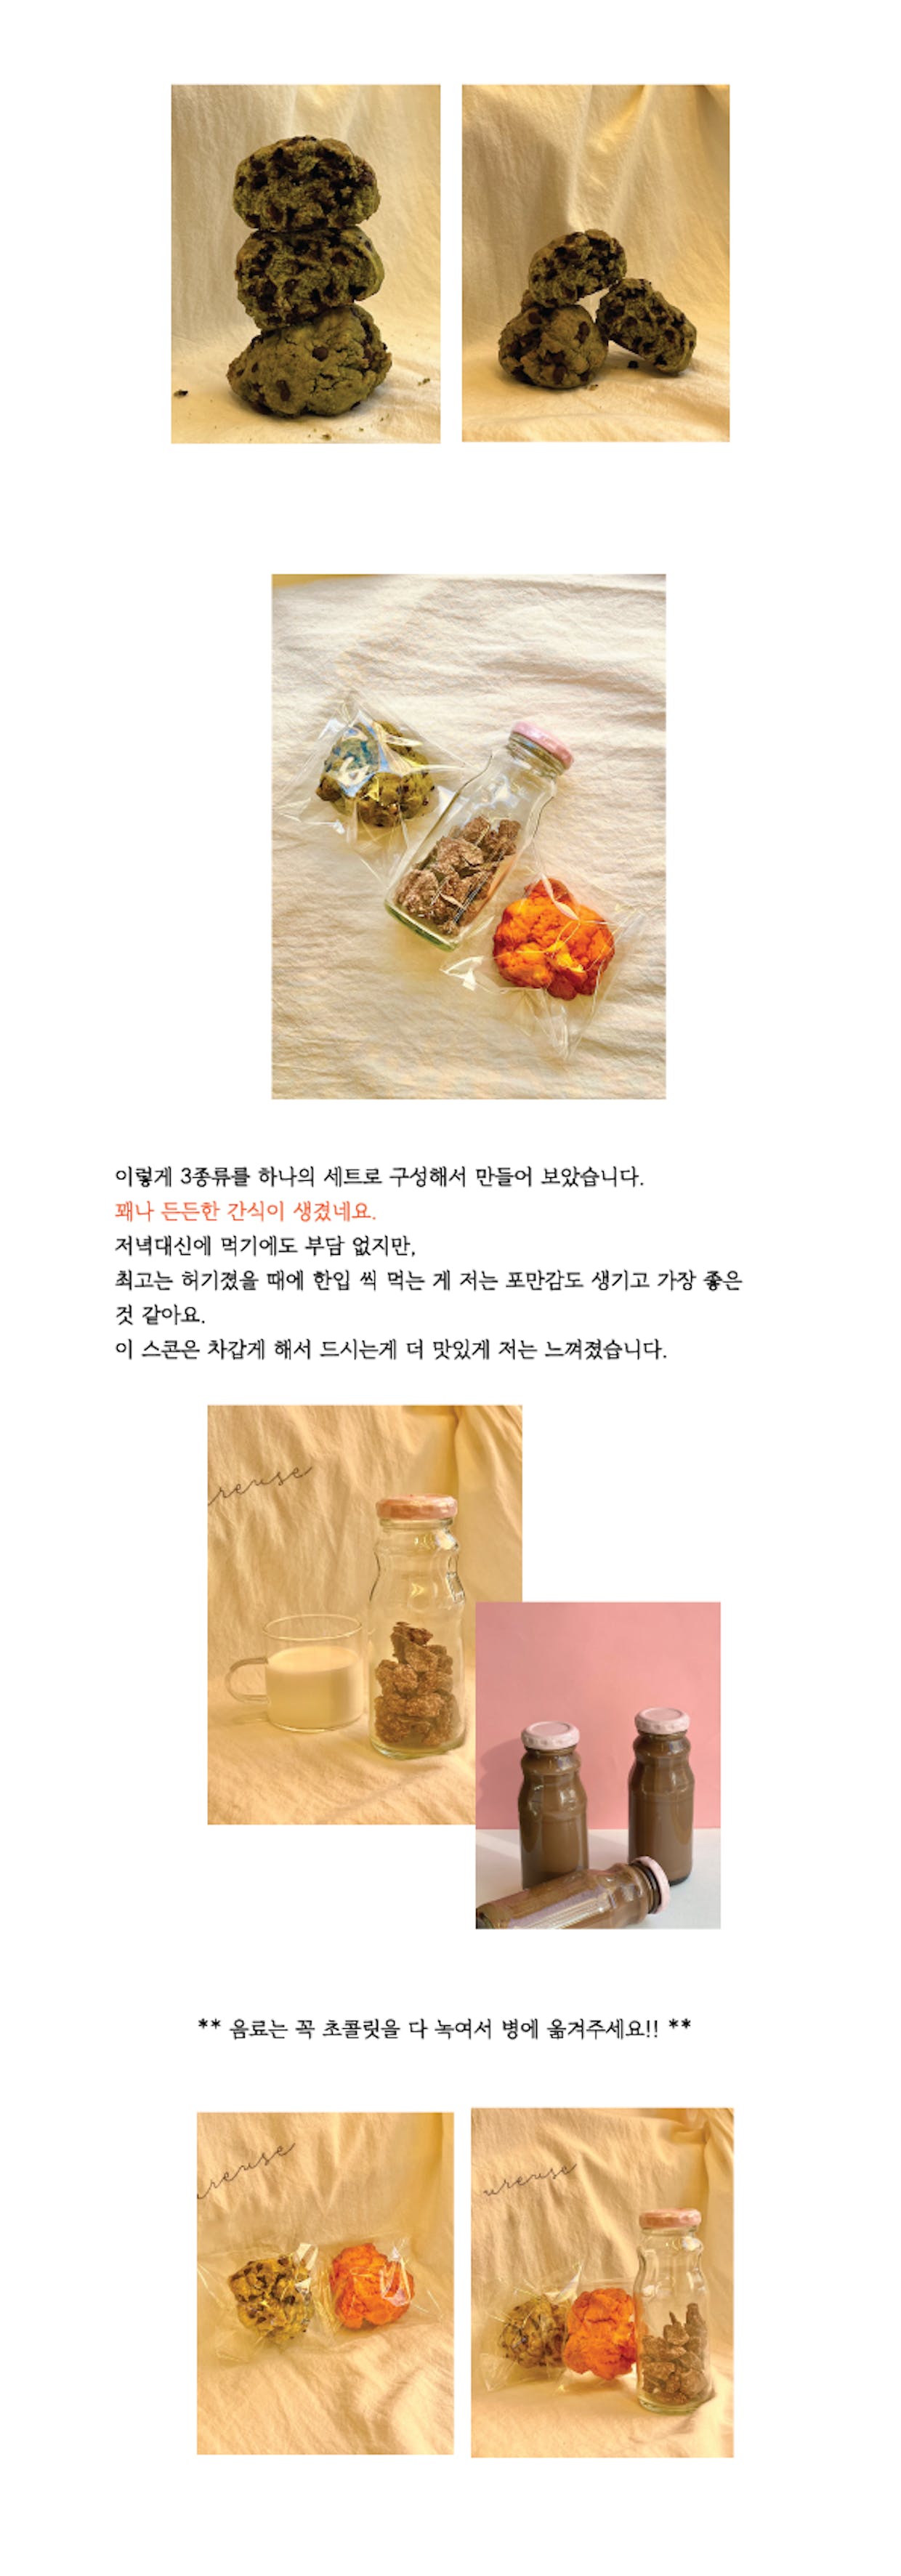 이렇게 3종류를 하나의 세트로 구성해서 만들어 보았습니다.
꽤나 든든한 간식이 생겼네요.
저녁대신에 먹기에도 부담 없지만,
최고는 허기졌을 때에 한입 씩 먹는 게 저는 포만감도 생기고 가장 좋은
것 같아요.
이 스콘은 차갑게 해서 드시는게 더 맛있게 저는 느껴졌습니다.
reuse
** 음료는 꼭 초콜릿을 다 녹여서 병에 옮겨주세요!! **
reuse
ureuse